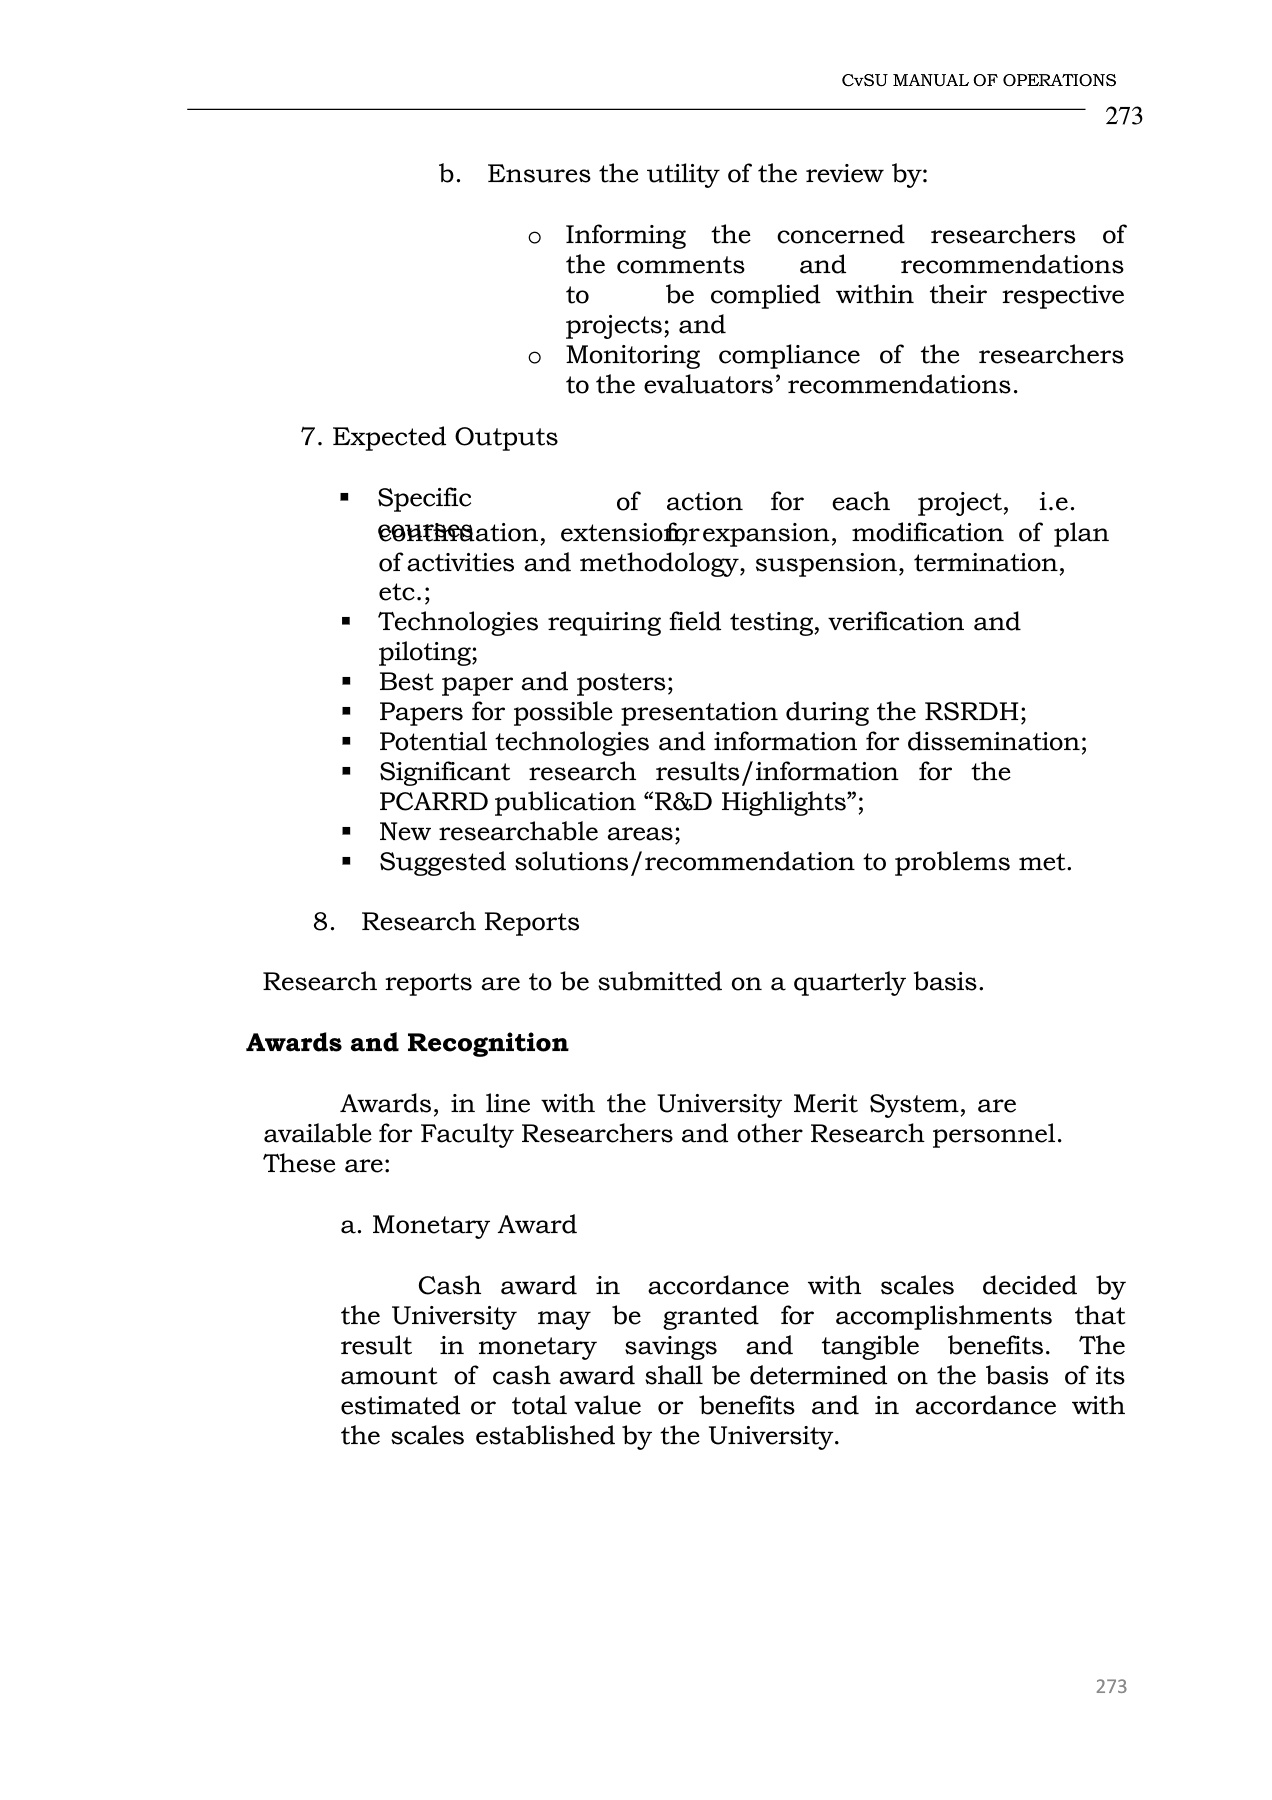 CvSU MANUAL OF OPERATIONS
273
b. Ensures the utility of the review by:
o Informing the concerned researchers of
the comments and recommendations
to be complied within their respective
projects; and
o Monitoring compliance of the researchers
to the evaluators’ recommendations.
7. Expected Outputs
▪ Specific of action for each project, i.e.
courses
continuation, extension, for expansion, modification of plan
of activities and methodology, suspension, termination,
etc.;
▪ Technologies requiring field testing, verification and
piloting;
▪ Best paper and posters;
▪ Papers for possible presentation during the RSRDH;
▪ Potential technologies and information for dissemination;
▪ Significant research results/information for the
PCARRD publication “R&D Highlights”;
▪ New researchable areas;
▪ Suggested solutions/recommendation to problems met.
8. Research Reports
Research reports are to be submitted on a quarterly basis.
Awards and Recognition
Awards, in line with the University Merit System, are
available for Faculty Researchers and other Research personnel.
These are:
a. Monetary Award
Cash award in accordance with scales decided by
the University may be granted for accomplishments that
result in monetary savings and tangible benefits. The
amount of cash award shall be determined on the basis of its
estimated or total value or benefits and in accordance with
the scales established by the University.
273